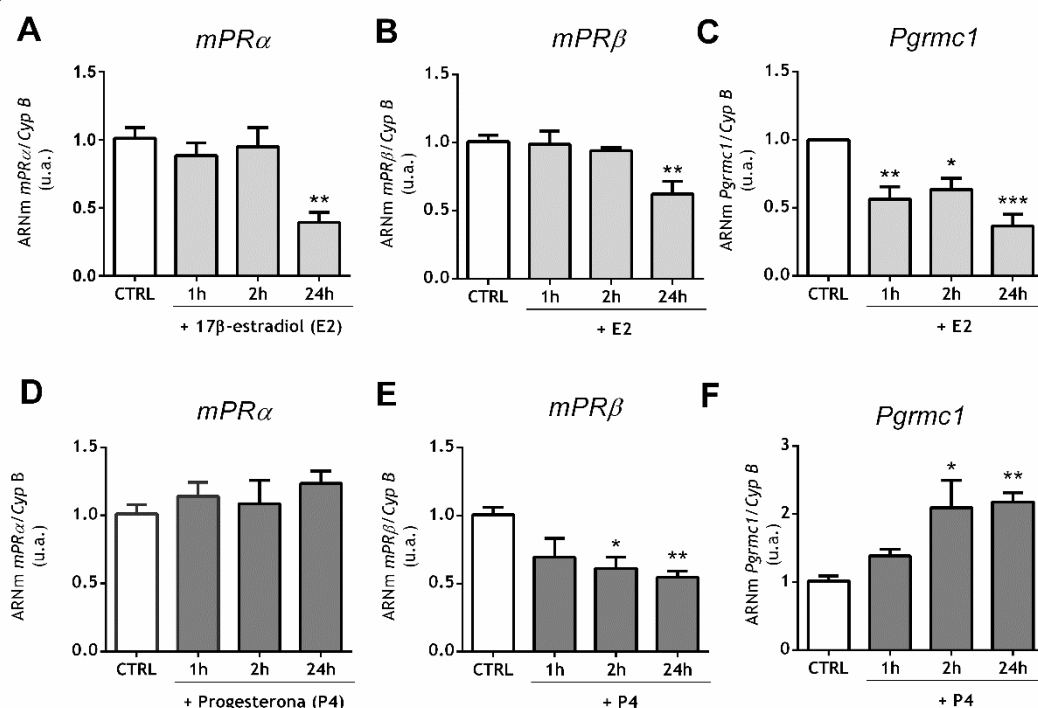 A
mPRα
ARNm mPRα/Cyp B
(u.a.)
1.5
1.0
0.5
0.0
**
CTRL 1h 2h 24h
+ 17β-estradiol (E2)
B
mPRβ
ARNm mPRβ/Cyp B
(u.a.)
1.5
1.0
0.5
0.0
**
CTRL 1h 2h 24h
+ E2
C
Pgrmc1
ARNm Pgrmc1/Cyp B
(u.a.)
1.5
1.0
0.5
0.0
** * ***
CTRL 1h 2h 24h
+ E2
D
mPRα
ARNm mPRα/Cyp B
(u.a.)
1.5
1.0
0.5
0.0
CTRL 1h 2h 24h
+ Progesterona (P4)
E
mPRβ
ARNm mPRβ/Cyp B
(u.a.)
1.5
1.0
0.5
0.0
* **
CTRL 1h 2h 24h
+ P4
F
Pgrmc1
ARNm Pgrmc1/Cyp B
(u.a.)
3
2
1
0
* **
CTRL 1h 2h 24h
+ P4